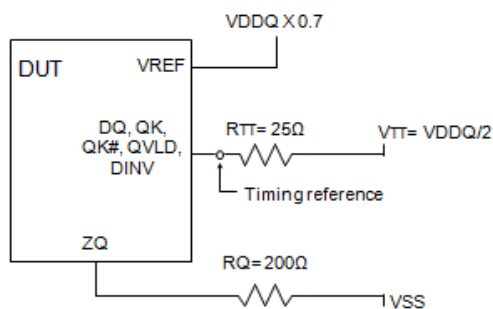 VDDQ X 0.7
DUT
VREF
DQ, QK,
QK#, QVLD,
DINV
RTT= 25Ω
VTT= VDDQ/2
Timing reference
ZQ
RQ= 200Ω
VSS